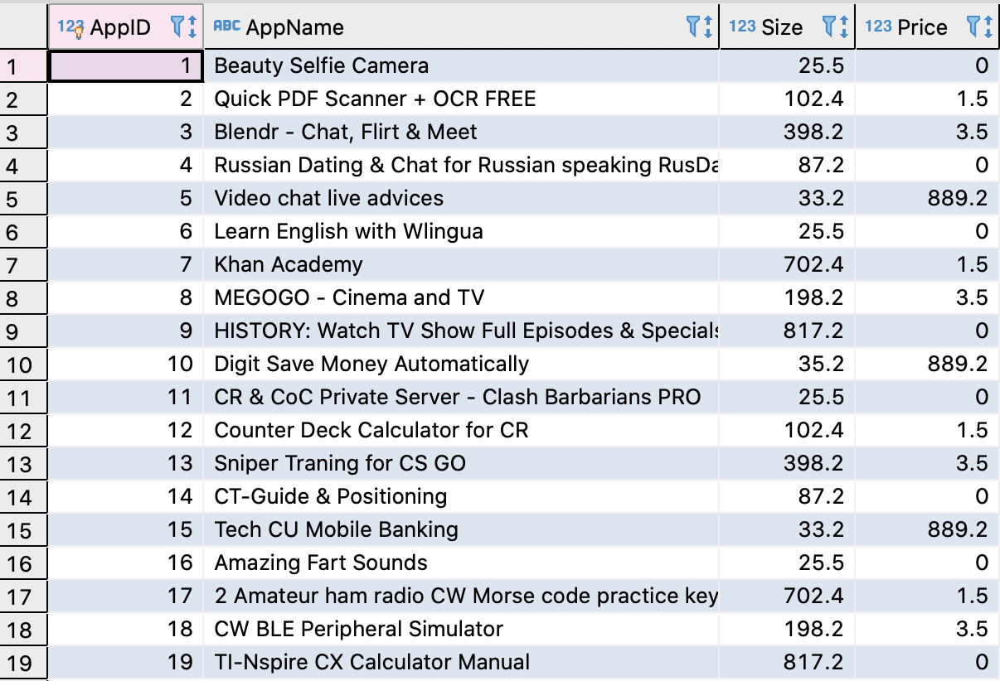 123 AppID ABC AppName 123 Size 123 Price
1 1 Beauty Selfie Camera 25.5 0
2 2 Quick PDF Scanner + OCR FREE 102.4 1.5
3 3 Blendr - Chat, Flirt & Meet 398.2 3.5
4 4 Russian Dating & Chat for Russian speaking RusDa 87.2 0
5 5 Video chat live advices 33.2 889.2
6 6 Learn English with Wlingua 25.5 0
7 7 Khan Academy 702.4 1.5
8 8 MEGOGO - Cinema and TV 198.2 3.5
9 9 HISTORY: Watch TV Show Full Episodes & Specials 817.2 0
10 10 Digit Save Money Automatically 35.2 889.2
11 11 CR & CoC Private Server - Clash Barbarians PRO 25.5 0
12 12 Counter Deck Calculator for CR 102.4 1.5
13 13 Sniper Traning for CS GO 398.2 3.5
14 14 CT-Guide & Positioning 87.2 0
15 15 Tech CU Mobile Banking 33.2 889.2
16 16 Amazing Fart Sounds 25.5 0
17 17 2 Amateur ham radio CW Morse code practice key 702.4 1.5
18 18 CW BLE Peripheral Simulator 198.2 3.5
19 19 TI-Nspire CX Calculator Manual 817.2 0